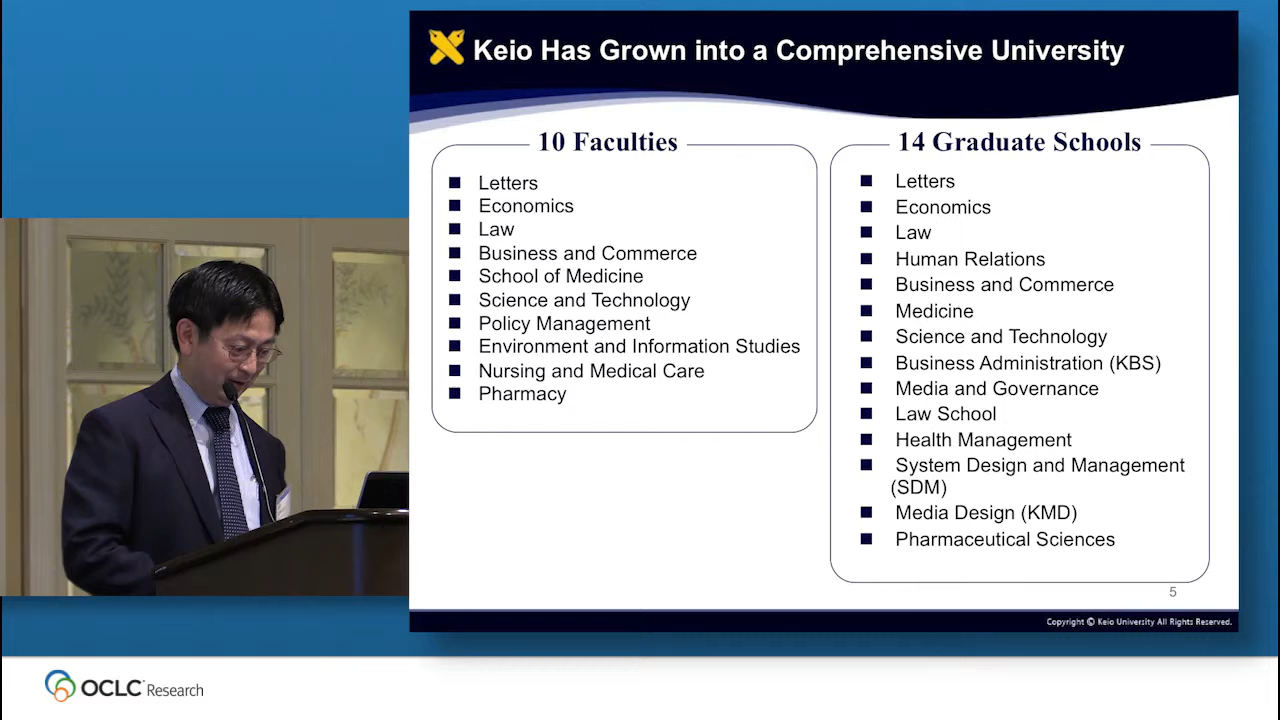 Keio Has Grown into a Comprehensive University
10 Faculties
Letters
Economics
Law
Business and Commerce
School of Medicine
Science and Technology
Policy Management
Environment and Information Studies
Nursing and Medical Care
Pharmacy
14 Graduate Schools
Letters
Economics
Law
Human Relations
Business and Commerce
Medicine
Science and Technology
Business Administration (KBS)
Media and Governance
Law School
Health Management
System Design and Management
(SDM)
Media Design (KMD)
Pharmaceutical Sciences
5
Copyright © Keio University All Rights Reserved.
OCLC Research